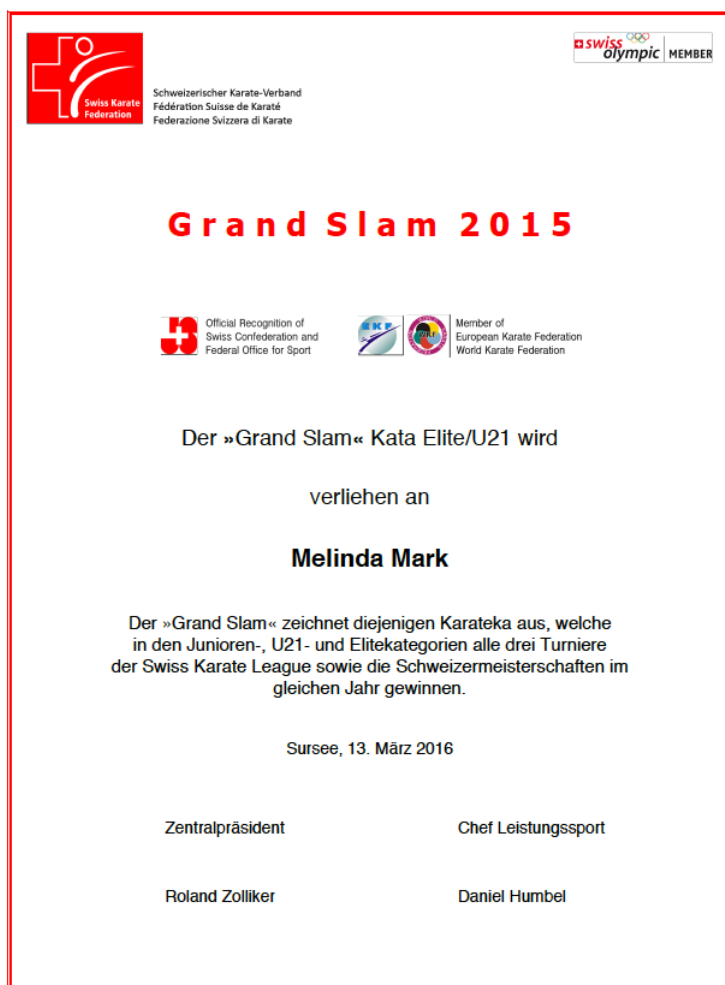 Swiss Karate
Federation
Schweizerischer Karate-Verband
Fédération Suisse de Karaté
Federazione Svizzera di Karate
swiss
olympic MEMBER
Grand Slam 2015
Official Recognition of
Swiss Confederation and
Federal Office for Sport
EKF
Member of
European Karate Federation
World Karate Federation
Der »Grand Slam« Kata Elite/U21 wird
verliehen an
Melinda Mark
Der »Grand Slam« zeichnet diejenigen Karateka aus, welche
in den Junioren-, U21- und Elitekategorien alle drei Turniere
der Swiss Karate League sowie die Schweizermeisterschaften im
gleichen Jahr gewinnen.
Sursee, 13. März 2016
Zentralpräsident
Chef Leistungssport
Roland Zolliker
Daniel Humbel